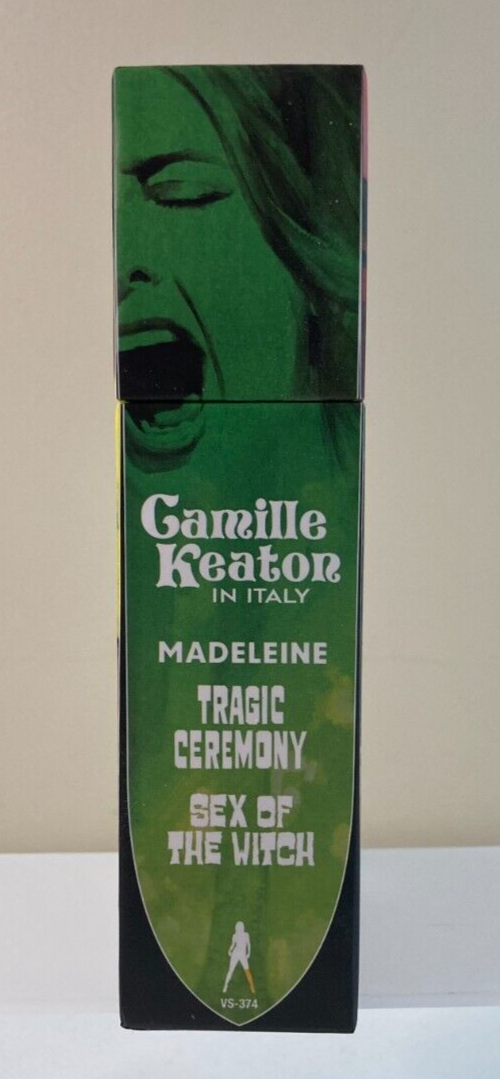 Camille
Keaton
IN ITALY
MADELEINE
TRAGIC
CEREMONY
SEX OF
THE WITCH
VS-374